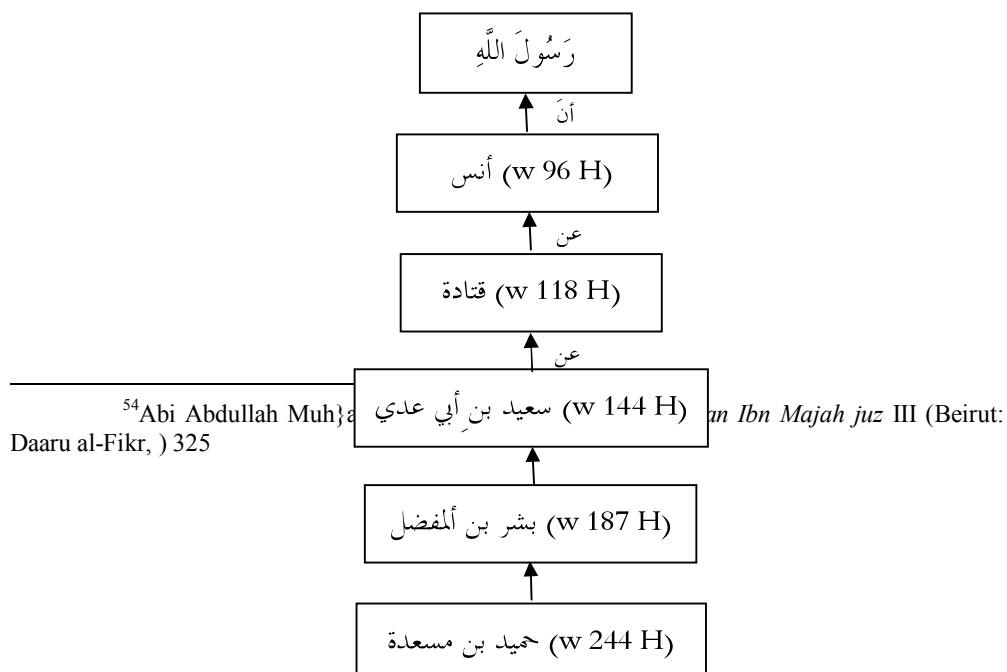 رَسُولَ اللَّهِ
أنَ
أنس (w 96 H)
عن
قتادة (w 118 H)
عن
سعيد بنِ أبي عدي (w 144 H)
⁵⁴Abi Abdullah Muh}a an Ibn Majah juz III (Beirut:
Daaru al-Fikr, ) 325
بشر بن ألمفضل (w 187 H)
حميد بن مسعدة (w 244 H)